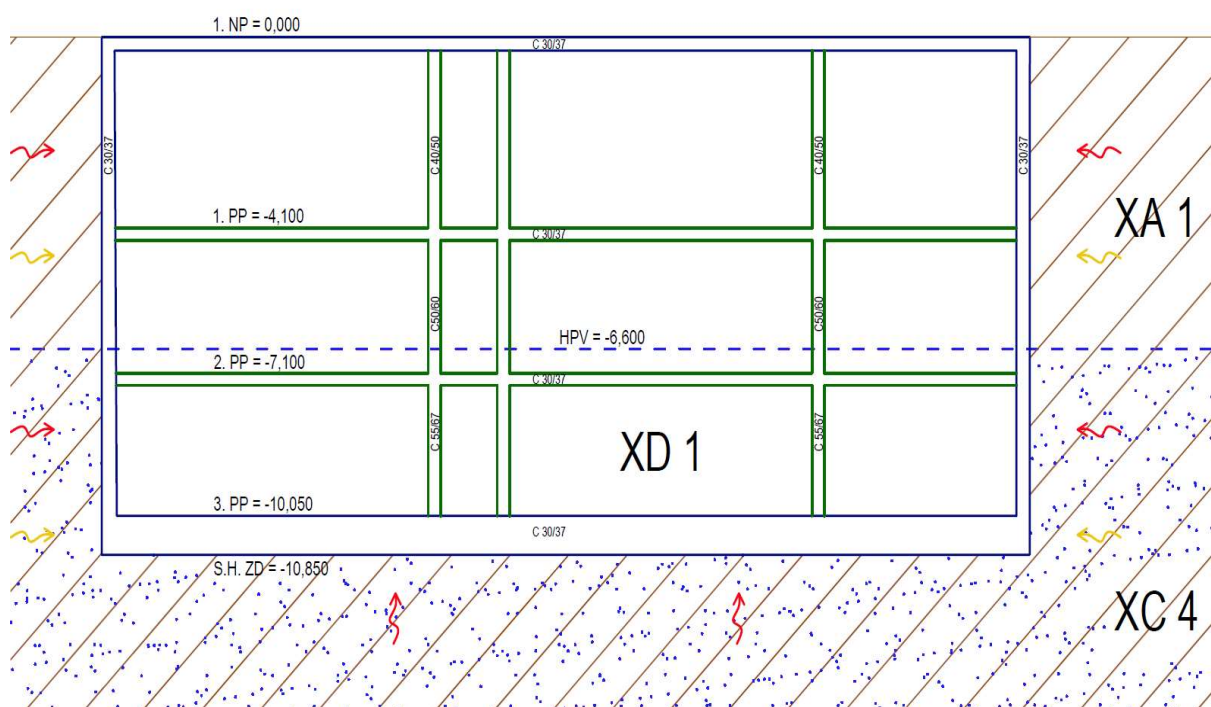 1. NP = 0,000
C 30/37
C 30/37
C 40/50
C 40/50
C 30/37
XA 1
1. PP = -4,100
C 30/37
C50/60
C50/60
HPV = -6,600
2. PP = -7,100
C 30/37
C 55/67
C 55/67
XD 1
3. PP = -10,050
C 30/37
S.H. ZD = -10,850
XC 4